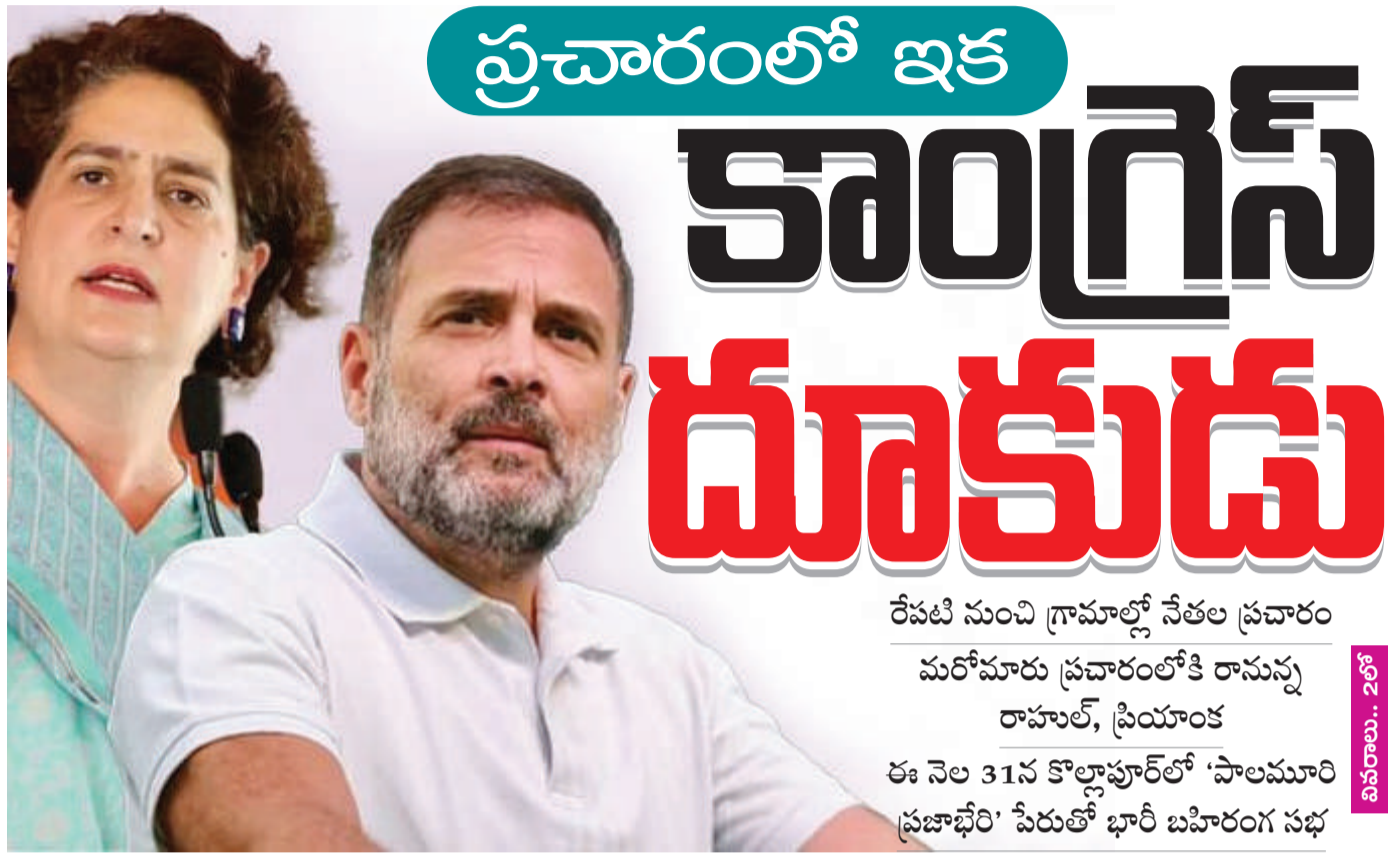 ప్రచారంలో ఇక
కాంగ్రెస్
దూకుడు
రేపటి నుంచి గ్రామాల్లో నేతల ప్రచారం
మరోమారు ప్రచారంలోకి రానున్న
రాహుల్, ప్రియాంక
ఈ నెల 31న కొల్లాపూర్‌లో ‘పాలమూరి
ప్రజాభేరి’ పేరుతో భారీ బహిరంగ సభ
వివరాలు.. 2లో